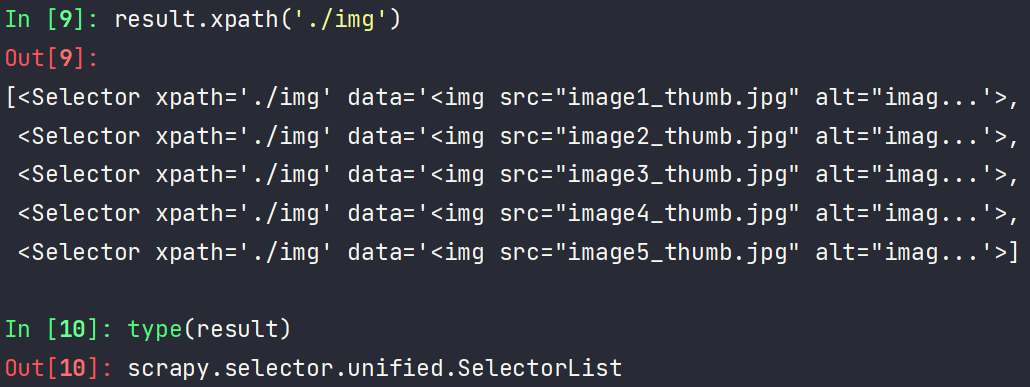 In [9]: result.xpath('./img')
Out[9]:
[<Selector xpath='./img' data='<img src="image1_thumb.jpg" alt="imag...'>,
 <Selector xpath='./img' data='<img src="image2_thumb.jpg" alt="imag...'>,
 <Selector xpath='./img' data='<img src="image3_thumb.jpg" alt="imag...'>,
 <Selector xpath='./img' data='<img src="image4_thumb.jpg" alt="imag...'>,
 <Selector xpath='./img' data='<img src="image5_thumb.jpg" alt="imag...'>]
In [10]: type(result)
Out[10]: scrapy.selector.unified.SelectorList